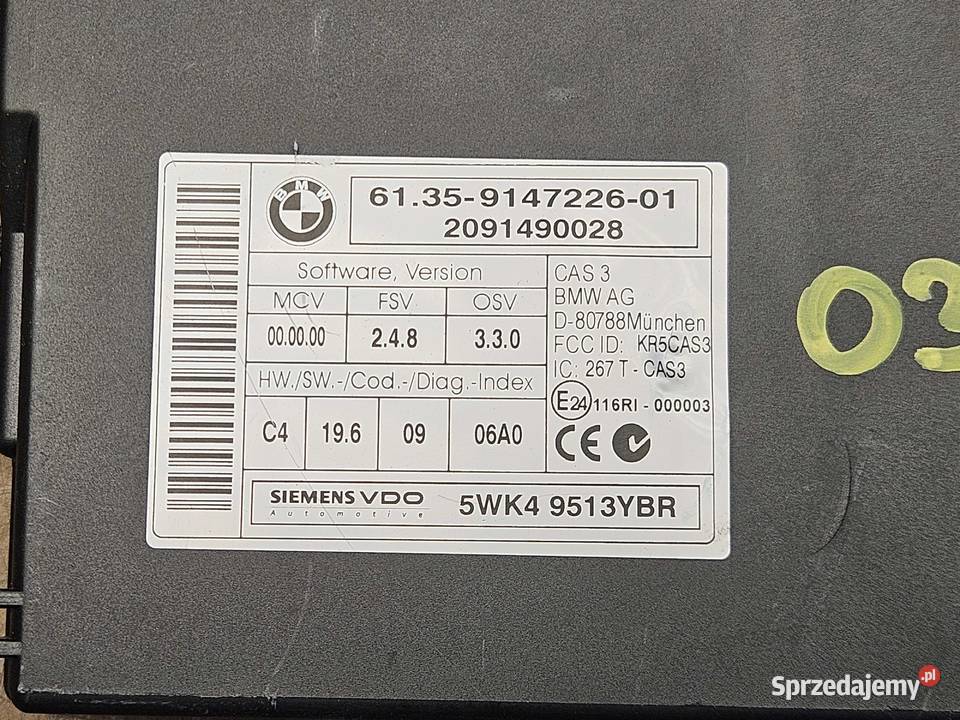 BMW
61.35-9147226-01
2091490028
Software, Version
MCV FSV OSV
00.00.00 2.4.8 3.3.0
HW./SW.-/Cod.-/Diag.-Index
C4 19.6 09 06A0
CAS 3
BMW AG
D-80788München
FCC ID: KR5CAS3
IC: 267 T - CAS3
E24 116RI - 000003
CE
SIEMENS VDO
Automotive
5WK4 9513YBR
03
Sprzedajemy.pl